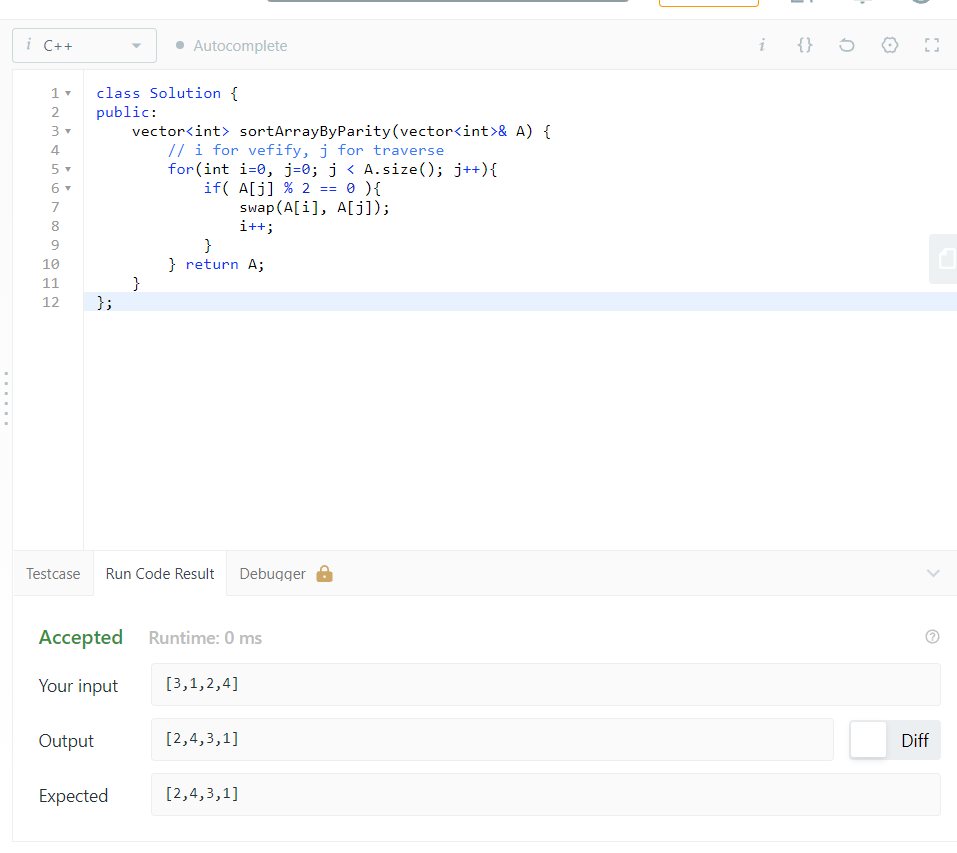 i C++
Autocomplete
i {}
1 class Solution {
2 public:
3     vector<int> sortArrayByParity(vector<int>& A) {
4         // i for vefify, j for traverse
5         for(int i=0, j=0; j < A.size(); j++){
6             if( A[j] % 2 == 0 ){
7                 swap(A[i], A[j]);
8                 i++;
9             }
10         } return A;
11     }
12 };
Testcase Run Code Result Debugger
Accepted Runtime: 0 ms ?
Your input [3,1,2,4]
Output [2,4,3,1] Diff
Expected [2,4,3,1]